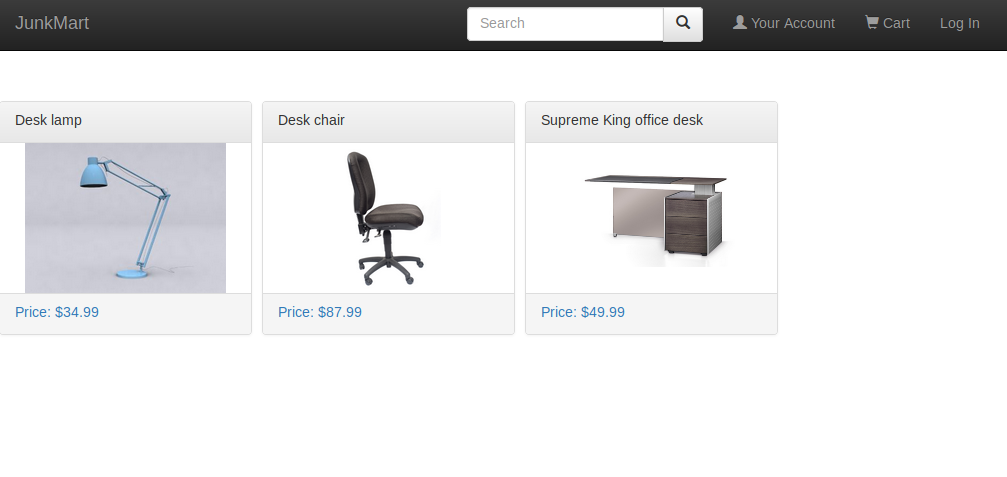 JunkMart
Search
Your Account
Cart
Log In
Desk lamp
Desk chair
Supreme King office desk
Price: $34.99
Price: $87.99
Price: $49.99